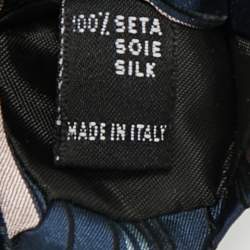 100% SETA
SOIE
SILK
MADE IN ITALY